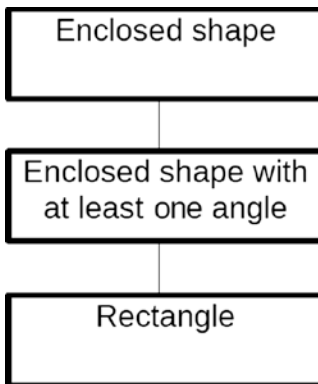 Enclosed shape
Enclosed shape with
at least one angle
Rectangle